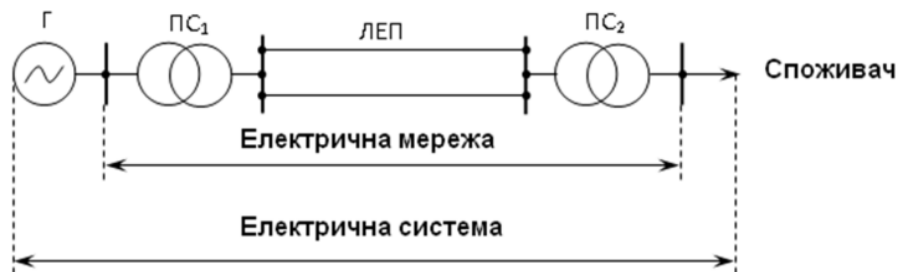 Г
ПС₁
ЛЕП
ПС₂
Споживач
Електрична мережа
Електрична система